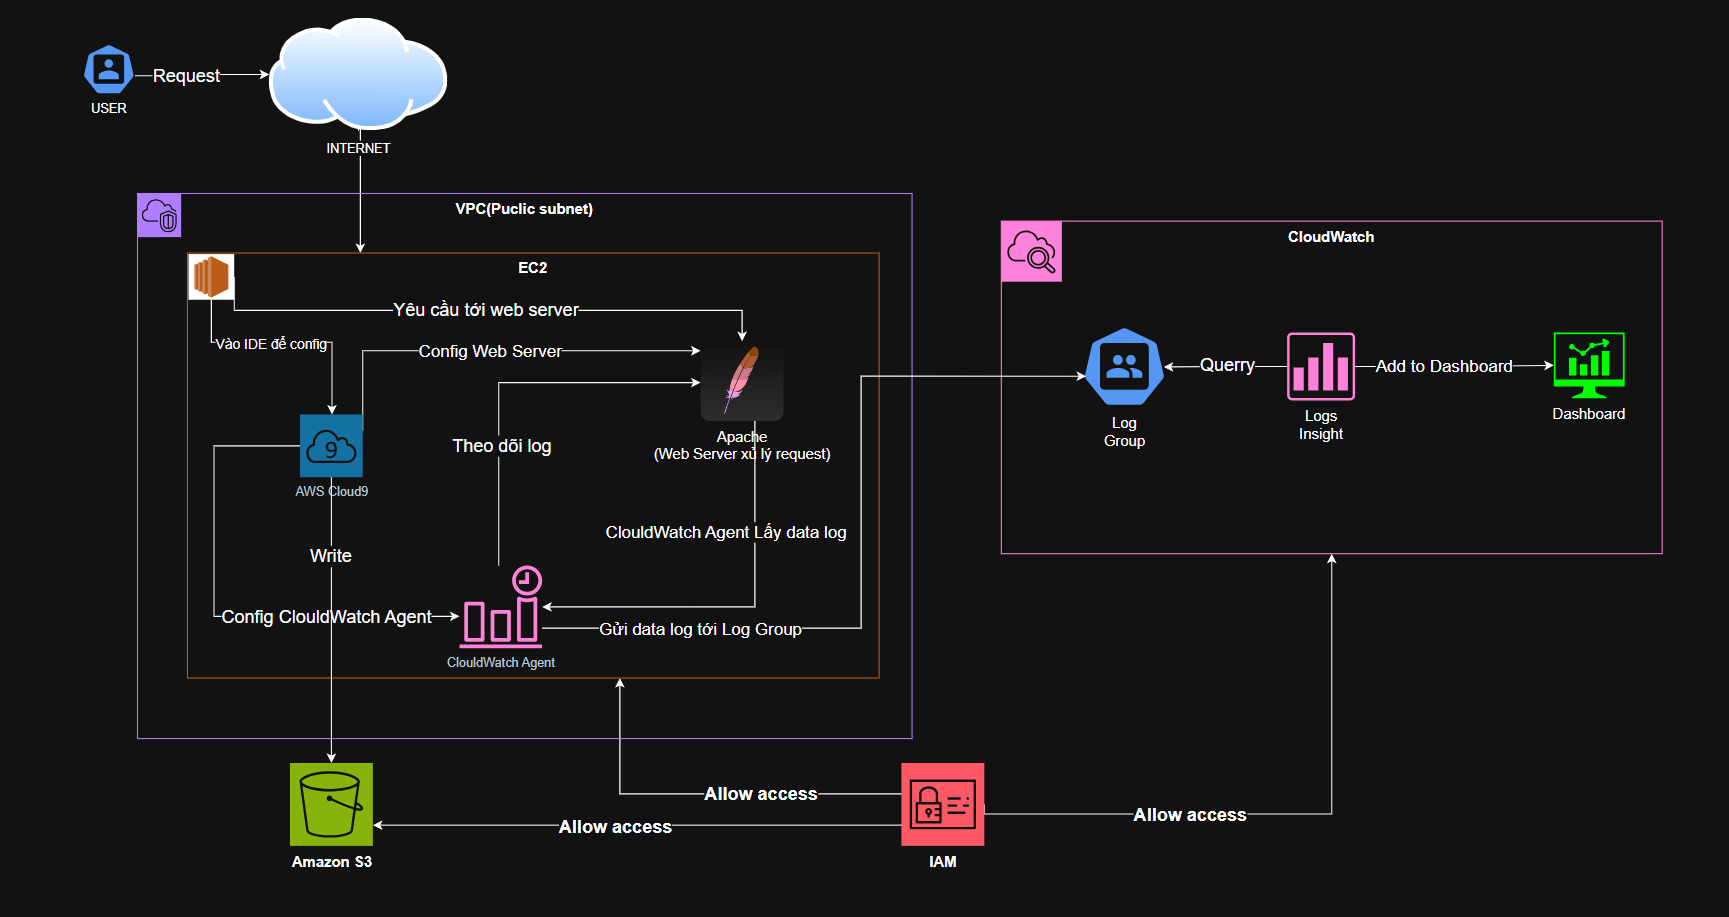 Request
USER
INTERNET
VPC(Puclic subnet)
EC2
Yêu cầu tới web server
Vào IDE để config
Config Web Server
9
AWS Cloud9
Theo dõi log
Apache
(Web Server xủ lý request)
ClouldWatch Agent Lấy data log
Write
Config ClouldWatch Agent
Gửi data log tới Log Group
ClouldWatch Agent
CloudWatch
Log
Group
Querry
Logs
Insight
Add to Dashboard
Dashboard
Allow access
Allow access
Allow access
Amazon S3
IAM